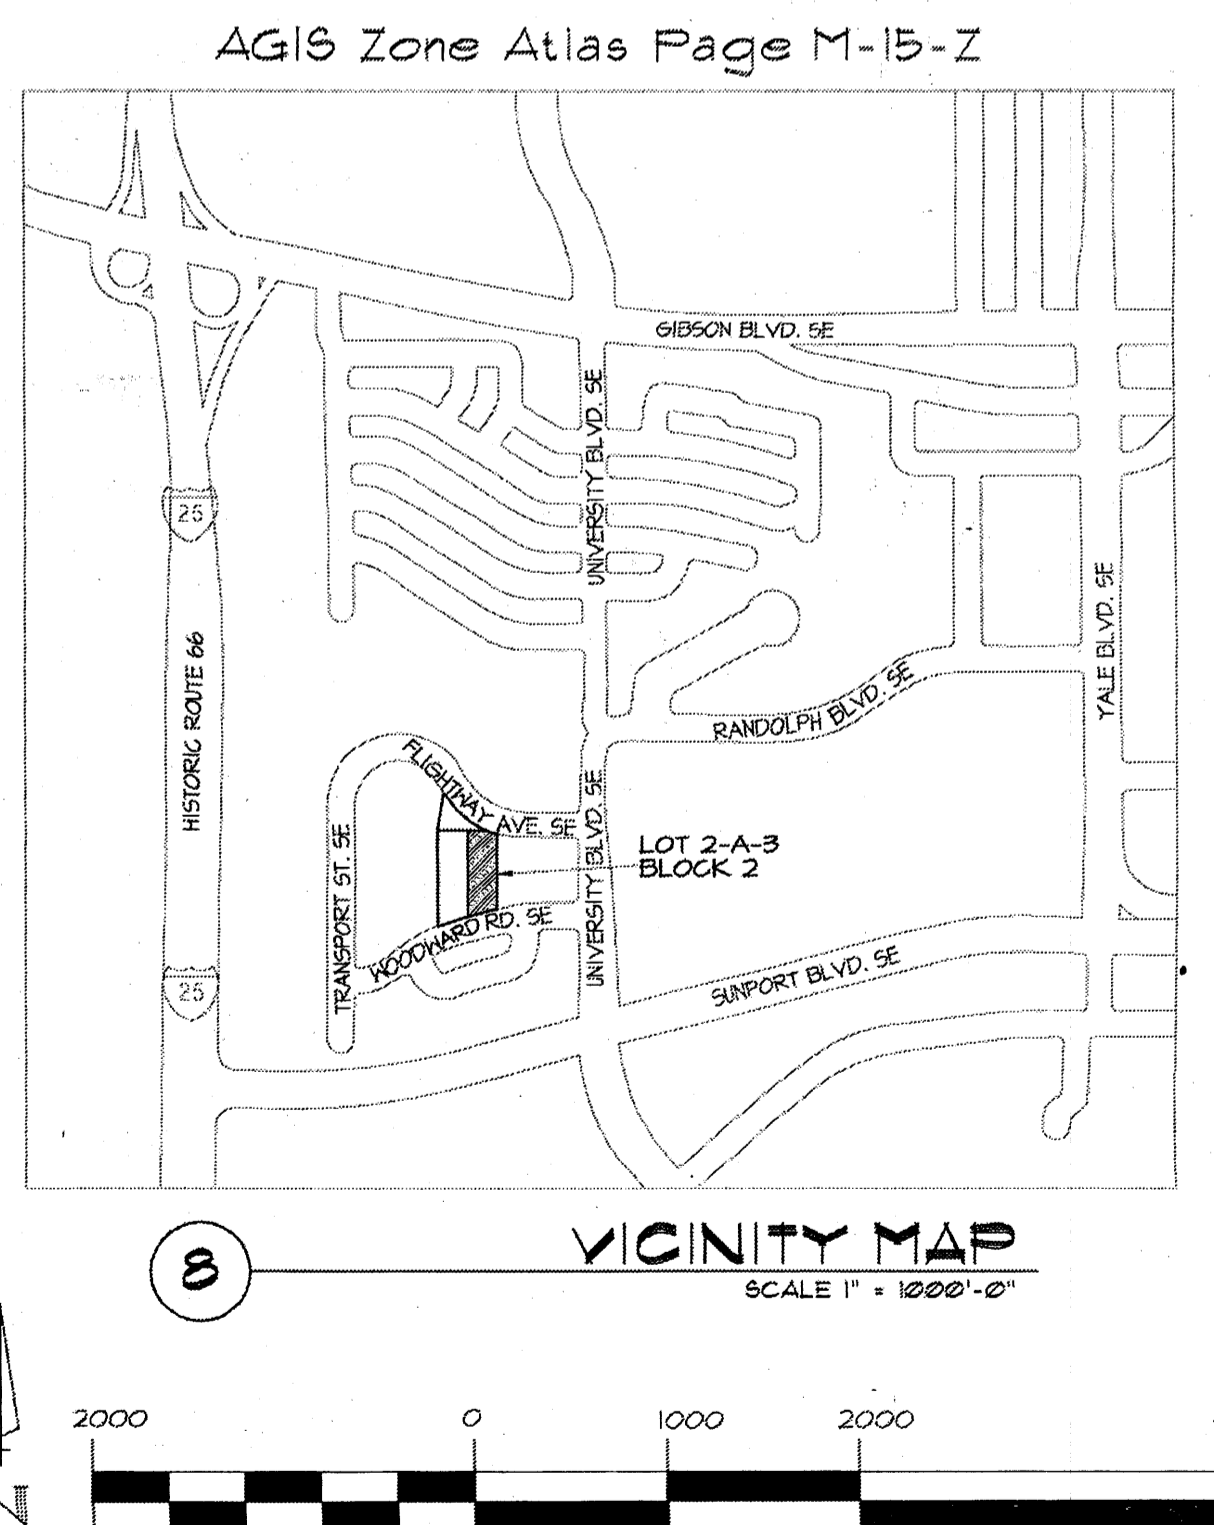 AGIS Zone Atlas Page M-15-Z
GIBSON BLVD. SE
UNIVERSITY BLVD. SE
25
HISTORIC ROUTE 66
YALE BLVD. SE
RANDOLPH BLVD. SE
FLIGHTWAY AVE. SE
UNIVERSITY BLVD. SE
LOT 2-A-3
BLOCK 2
TRANSPORT ST. SE
WOODWARD RD. SE
SUNPORT BLVD. SE
25
8
VICINITY MAP
SCALE 1" = 1000'-0"
2000 0 1000 2000